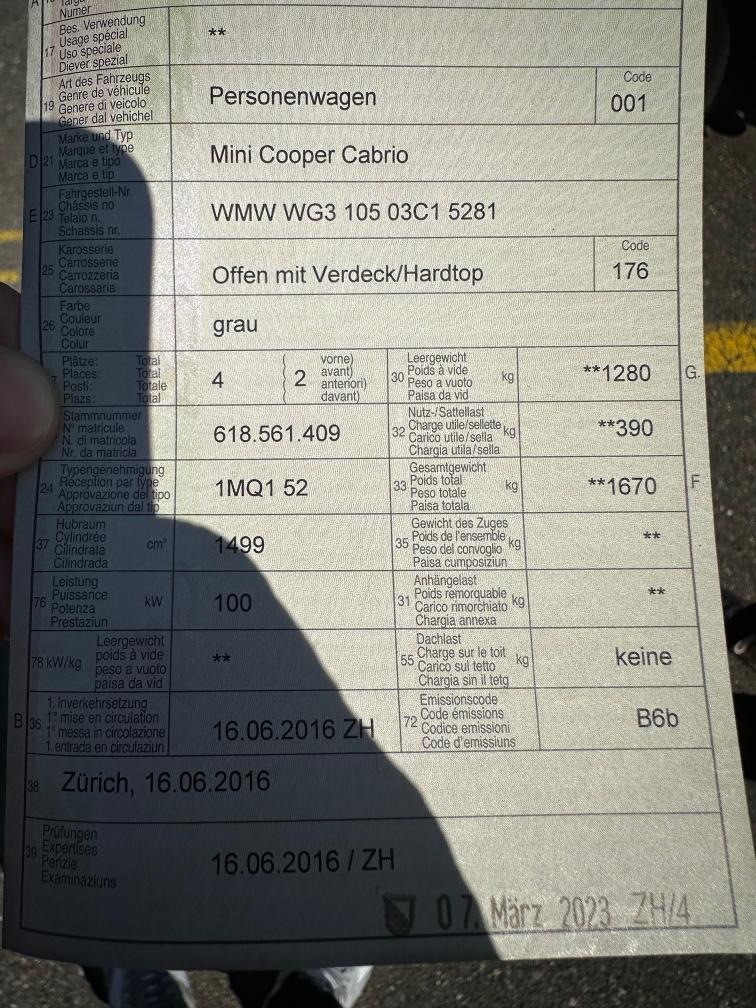 Numer
17 Bes. Verwendung
Usage spécial
Uso speciale
Diever spezial
**
19 Art des Fahrzeugs
Genre de véhicule
Genere di veicolo
Gener dal vehichel
Personenwagen
Code
001
D 21 Marke und Typ
Marque et type
Marca e tipo
Marca e tip
Mini Cooper Cabrio
E 23 Fahrgestell-Nr.
Châssis no
Telaio n.
Schassis nr.
WMW WG3 105 03C1 5281
25 Karosserie
Carrosserie
Carrozzeria
Carossaria
Offen mit Verdeck/Hardtop
Code
176
26 Farbe
Couleur
Colore
Colur
grau
Plätze: Total
Places: Total
Posti: Totale
Plazs: Total
4
2
vorne)
avant)
anteriori)
davant)
30 Leergewicht
Poids à vide
Peso a vuoto
Paisa da vid
kg
**1280
G.
Stammnummer
N° matricule
N. di matricola
Nr. da matricla
618.561.409
32 Nutz-/Sattellast
Charge utile/sellette
Carico utile/sella
Chargia utila/sella
kg
**390
24 Typengenehmigung
Réception par type
Approvazione del tipo
Approvaziun dal tip
1MQ1 52
33 Gesamtgewicht
Poids total
Peso totale
Paisa totala
kg
**1670
F
37 Hubraum
Cylindrée
Cilindrata
Cilindrada
cm³
1499
35 Gewicht des Zuges
Poids de l'ensemble
Peso del convoglio
Paisa cumposiziun
kg
**
76 Leistung
Puissance
Potenza
Prestaziun
kW
100
31 Anhängelast
Poids remorquable
Carico rimorchiato
Chargia annexa
kg
**
78 kW/kg
Leergewicht
poids à vide
peso a vuoto
paisa da vid
**
55 Dachlast
Charge sur le toit
Carico sul tetto
Chargia sin il tetg
kg
keine
B 36 1. Inverkehrsetzung
1re mise en circulation
1a messa in circolazione
1. entrada en circulaziun
16.06.2016 ZH
72 Emissionscode
Code émissions
Codice emissioni
Code d'emissiuns
B6b
38 Zürich, 16.06.2016
39 Prüfungen
Expertises
Perizie
Examinaziuns
16.06.2016 / ZH
07. März 2023 ZH/4